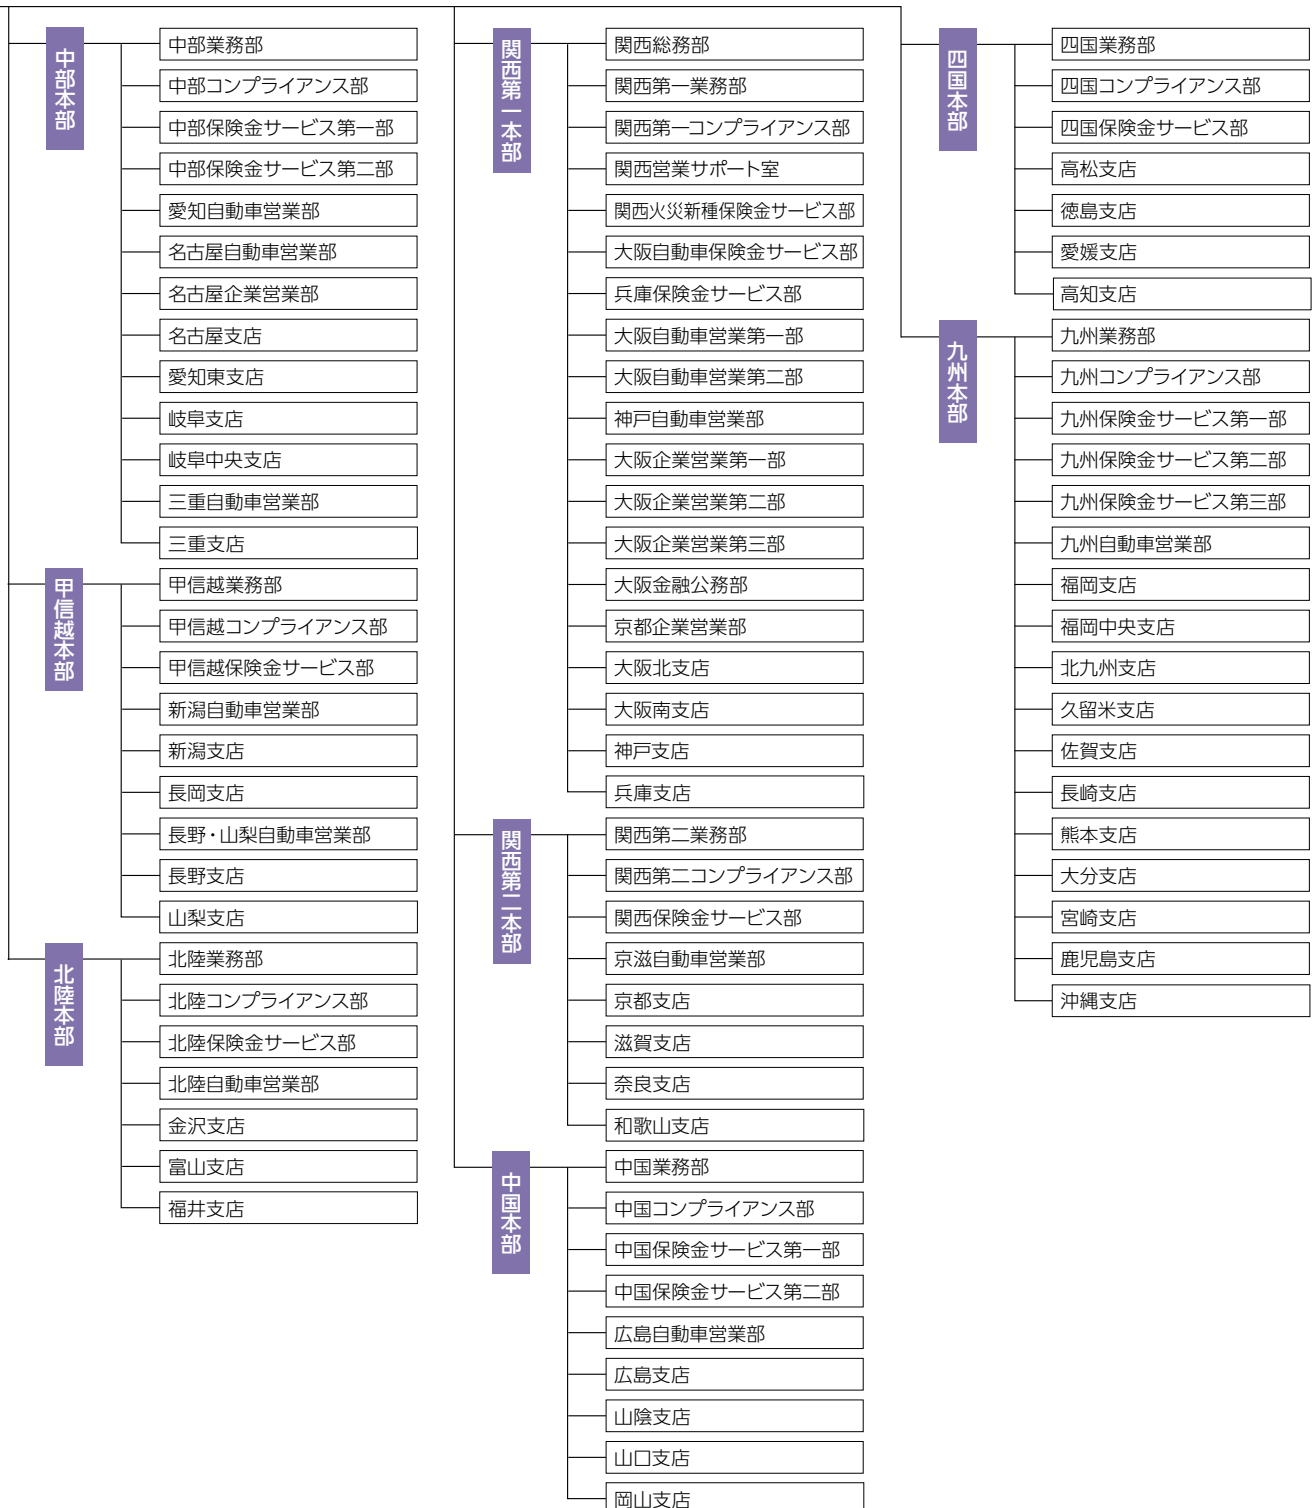 中部本部
中部業務部
中部コンプライアンス部
中部保険金サービス第一部
中部保険金サービス第二部
愛知自動車営業部
名古屋自動車営業部
名古屋企業営業部
名古屋支店
愛知東支店
岐阜支店
岐阜中央支店
三重自動車営業部
三重支店
甲信越本部
甲信越業務部
甲信越コンプライアンス部
甲信越保険金サービス部
新潟自動車営業部
新潟支店
長岡支店
長野・山梨自動車営業部
長野支店
山梨支店
北陸本部
北陸業務部
北陸コンプライアンス部
北陸保険金サービス部
北陸自動車営業部
金沢支店
富山支店
福井支店
関西第一本部
関西総務部
関西第一業務部
関西第一コンプライアンス部
関西営業サポート室
関西火災新種保険金サービス部
大阪自動車保険金サービス部
兵庫保険金サービス部
大阪自動車営業第一部
大阪自動車営業第二部
神戸自動車営業部
大阪企業営業第一部
大阪企業営業第二部
大阪企業営業第三部
大阪金融公務部
京都企業営業部
大阪北支店
大阪南支店
神戸支店
兵庫支店
関西第二本部
関西第二業務部
関西第二コンプライアンス部
関西保険金サービス部
京滋自動車営業部
京都支店
滋賀支店
奈良支店
和歌山支店
中国本部
中国業務部
中国コンプライアンス部
中国保険金サービス第一部
中国保険金サービス第二部
広島自動車営業部
広島支店
山陰支店
山口支店
岡山支店
四国本部
四国業務部
四国コンプライアンス部
四国保険金サービス部
高松支店
徳島支店
愛媛支店
高知支店
九州本部
九州業務部
九州コンプライアンス部
九州保険金サービス第一部
九州保険金サービス第二部
九州保険金サービス第三部
九州自動車営業部
福岡支店
福岡中央支店
北九州支店
久留米支店
佐賀支店
長崎支店
熊本支店
大分支店
宮崎支店
鹿児島支店
沖縄支店